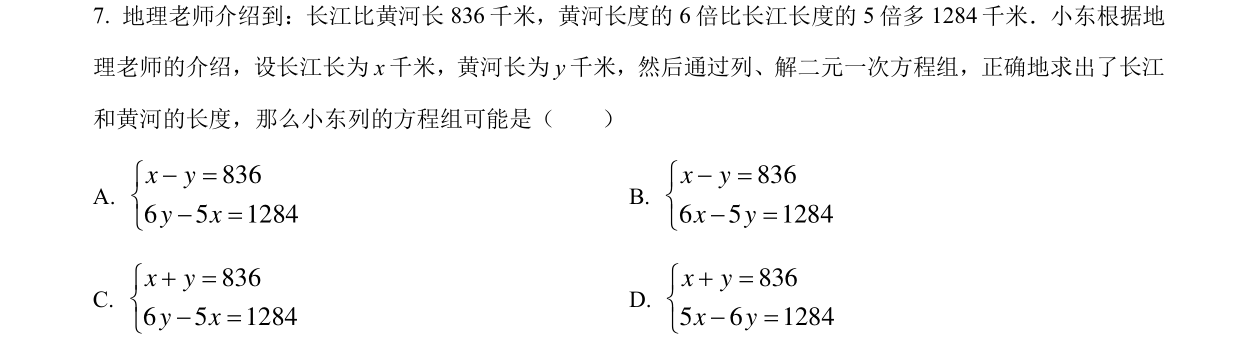 7. 地理老师介绍到：长江比黄河长 836 千米，黄河长度的 6 倍比长江长度的 5 倍多 1284 千米．小东根据地
理老师的介绍，设长江长为 x 千米，黄河长为 y 千米，然后通过列、解二元一次方程组，正确地求出了长江
和黄河的长度，那么小东列的方程组可能是（　　）
A. {x − y = 836
6y − 5x = 1284
B. {x − y = 836
6x − 5y = 1284
C. {x + y = 836
6y − 5x = 1284
D. {x + y = 836
5x − 6y = 1284